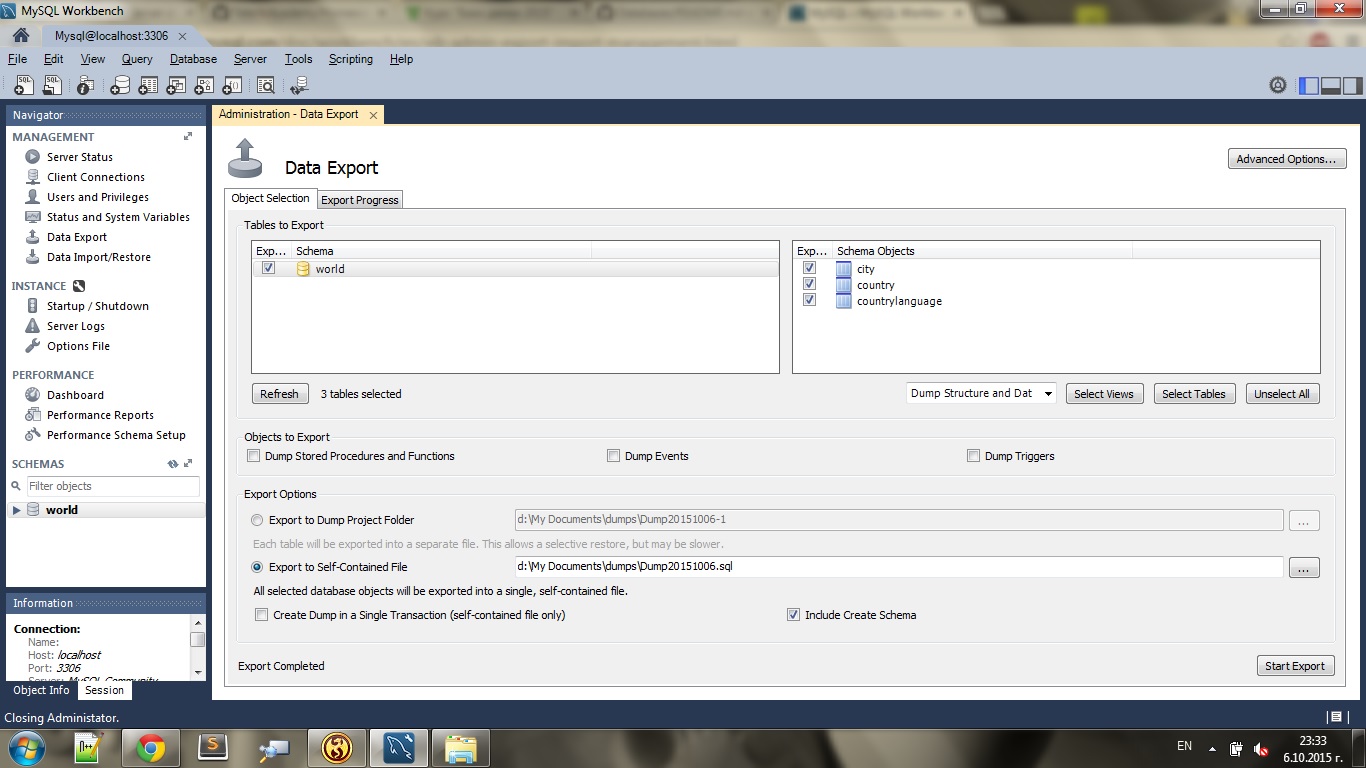 MySQL Workbench
Mysql@localhost:3306
File Edit View Query Database Server Tools Scripting Help
Navigator
MANAGEMENT
Server Status
Client Connections
Users and Privileges
Status and System Variables
Data Export
Data Import/Restore
INSTANCE
Startup / Shutdown
Server Logs
Options File
PERFORMANCE
Dashboard
Performance Reports
Performance Schema Setup
SCHEMAS
Filter objects
world
Information
Connection:
Name:
Host: localhost
Port: 3306
Server: MySQL Community
Object Info Session
Administration - Data Export
Data Export
Advanced Options...
Object Selection Export Progress
Tables to Export
Exp... Schema
world
Exp... Schema Objects
city
country
countrylanguage
Refresh 3 tables selected
Dump Structure and Dat Select Views Select Tables Unselect All
Objects to Export
Dump Stored Procedures and Functions Dump Events Dump Triggers
Export Options
Export to Dump Project Folder d:\My Documents\dumps\Dump20151006-1 ...
Each table will be exported into a separate file. This allows a selective restore, but may be slower.
Export to Self-Contained File d:\My Documents\dumps\Dump20151006.sql ...
All selected database objects will be exported into a single, self-contained file.
Create Dump in a Single Transaction (self-contained file only) Include Create Schema
Export Completed Start Export
Closing Administator.
EN
23:33
6.10.2015 г.